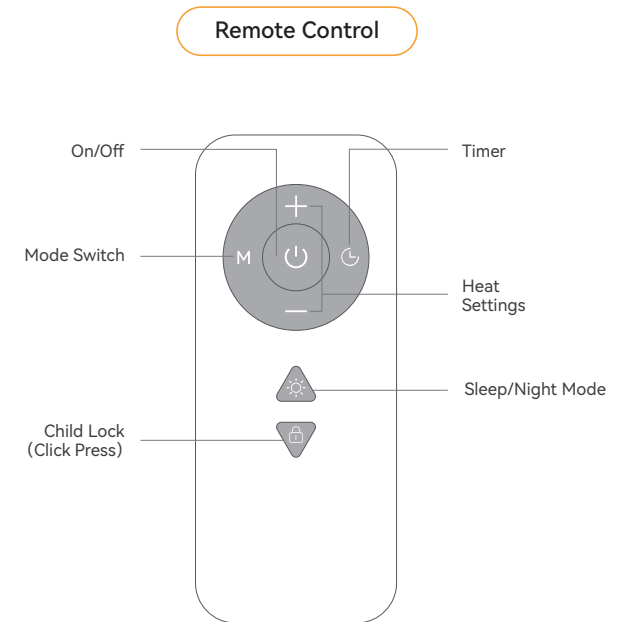 Remote Control
On/Off
Timer
Mode Switch
M
Heat
Settings
Sleep/Night Mode
Child Lock
(Click Press)